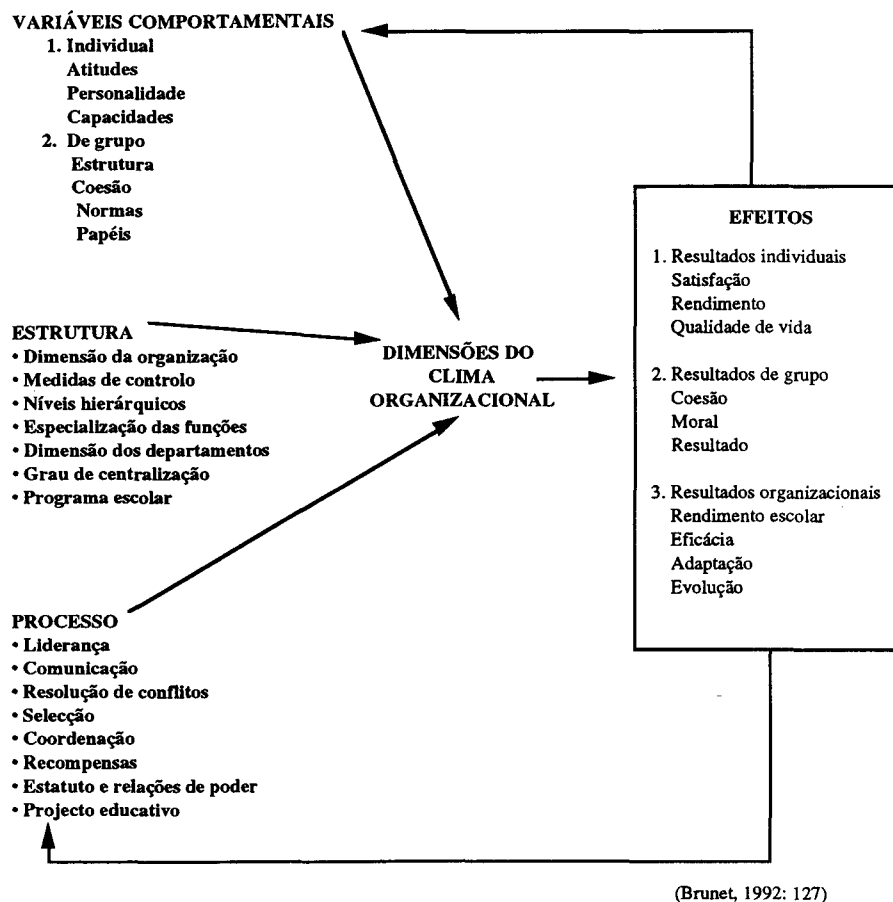 VARIÁVEIS COMPORTAMENTAIS
1. Individual
Atitudes
Personalidade
Capacidades
2. De grupo
Estrutura
Coesão
Normas
Papéis
ESTRUTURA
• Dimensão da organização
• Medidas de controlo
• Níveis hierárquicos
• Especialização das funções
• Dimensão dos departamentos
• Grau de centralização
• Programa escolar
PROCESSO
• Liderança
• Comunicação
• Resolução de conflitos
• Selecção
• Coordenação
• Recompensas
• Estatuto e relações de poder
• Projecto educativo
DIMENSÕES DO
CLIMA
ORGANIZACIONAL
EFEITOS
1. Resultados individuais
Satisfação
Rendimento
Qualidade de vida
2. Resultados de grupo
Coesão
Moral
Resultado
3. Resultados organizacionais
Rendimento escolar
Eficácia
Adaptação
Evolução
(Brunet, 1992: 127)